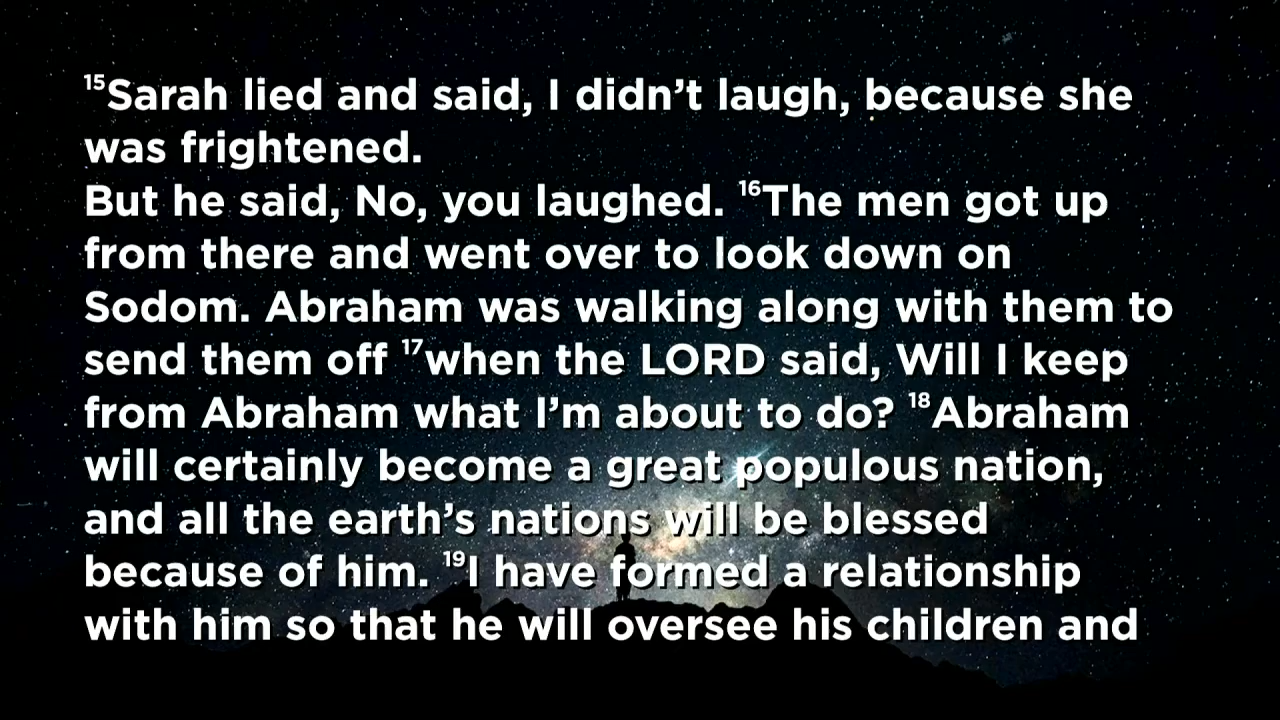 ¹⁵Sarah lied and said, I didn’t laugh, because she
was frightened.
But he said, No, you laughed. ¹⁶The men got up
from there and went over to look down on
Sodom. Abraham was walking along with them to
send them off ¹⁷when the LORD said, Will I keep
from Abraham what I’m about to do? ¹⁸Abraham
will certainly become a great populous nation,
and all the earth’s nations will be blessed
because of him. ¹⁹I have formed a relationship
with him so that he will oversee his children and